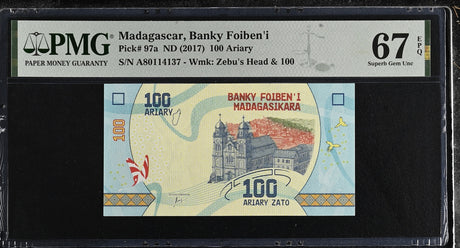 PMG
PAPER MONEY GUARANTY
Madagascar, Banky Foiben'i
Pick# 97a ND (2017) 100 Ariary
S/N A80114137 - Wmk: Zebu's Head & 100
67
EPQ
Superb Gem Unc
100
ARIARY
BANKY FOIBEN'I
MADAGASIKARA
100
100
ARIARY ZATO